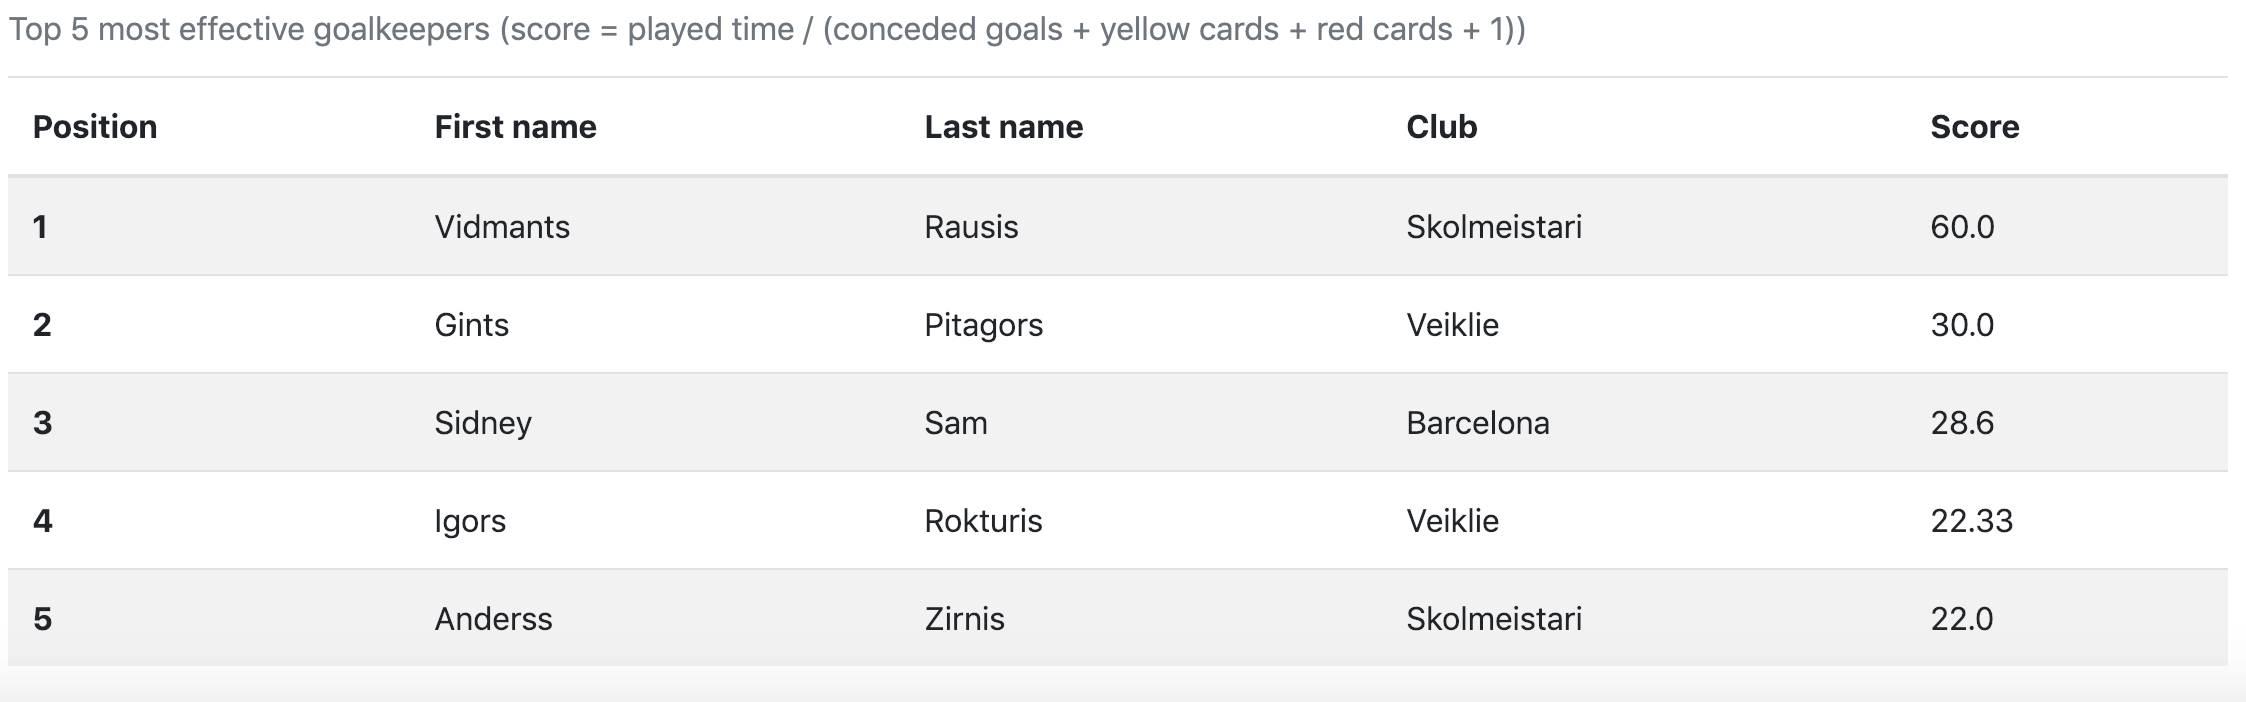 Top 5 most effective goalkeepers (score = played time / (conceded goals + yellow cards + red cards + 1))
Position First name Last name Club Score
1 Vidmants Rausis Skolmeistari 60.0
2 Gints Pitagors Veiklie 30.0
3 Sidney Sam Barcelona 28.6
4 Igors Rokturis Veiklie 22.33
5 Anderss Zirnis Skolmeistari 22.0